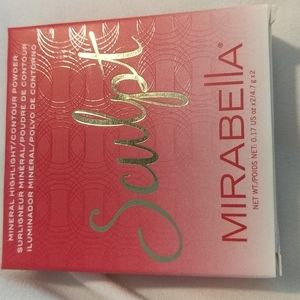 MINERAL HIGHLIGHT/CONTOUR POWDER
SURLIGNEUR MINÉRAL/POUDRE DE CONTOUR
ILUMINADOR MINERAL/POLVO DE CONTORNO
Sculpt
MIRABELLA
NET WT/POIDS NET: 0.17 US oz x2/4.7 g x2